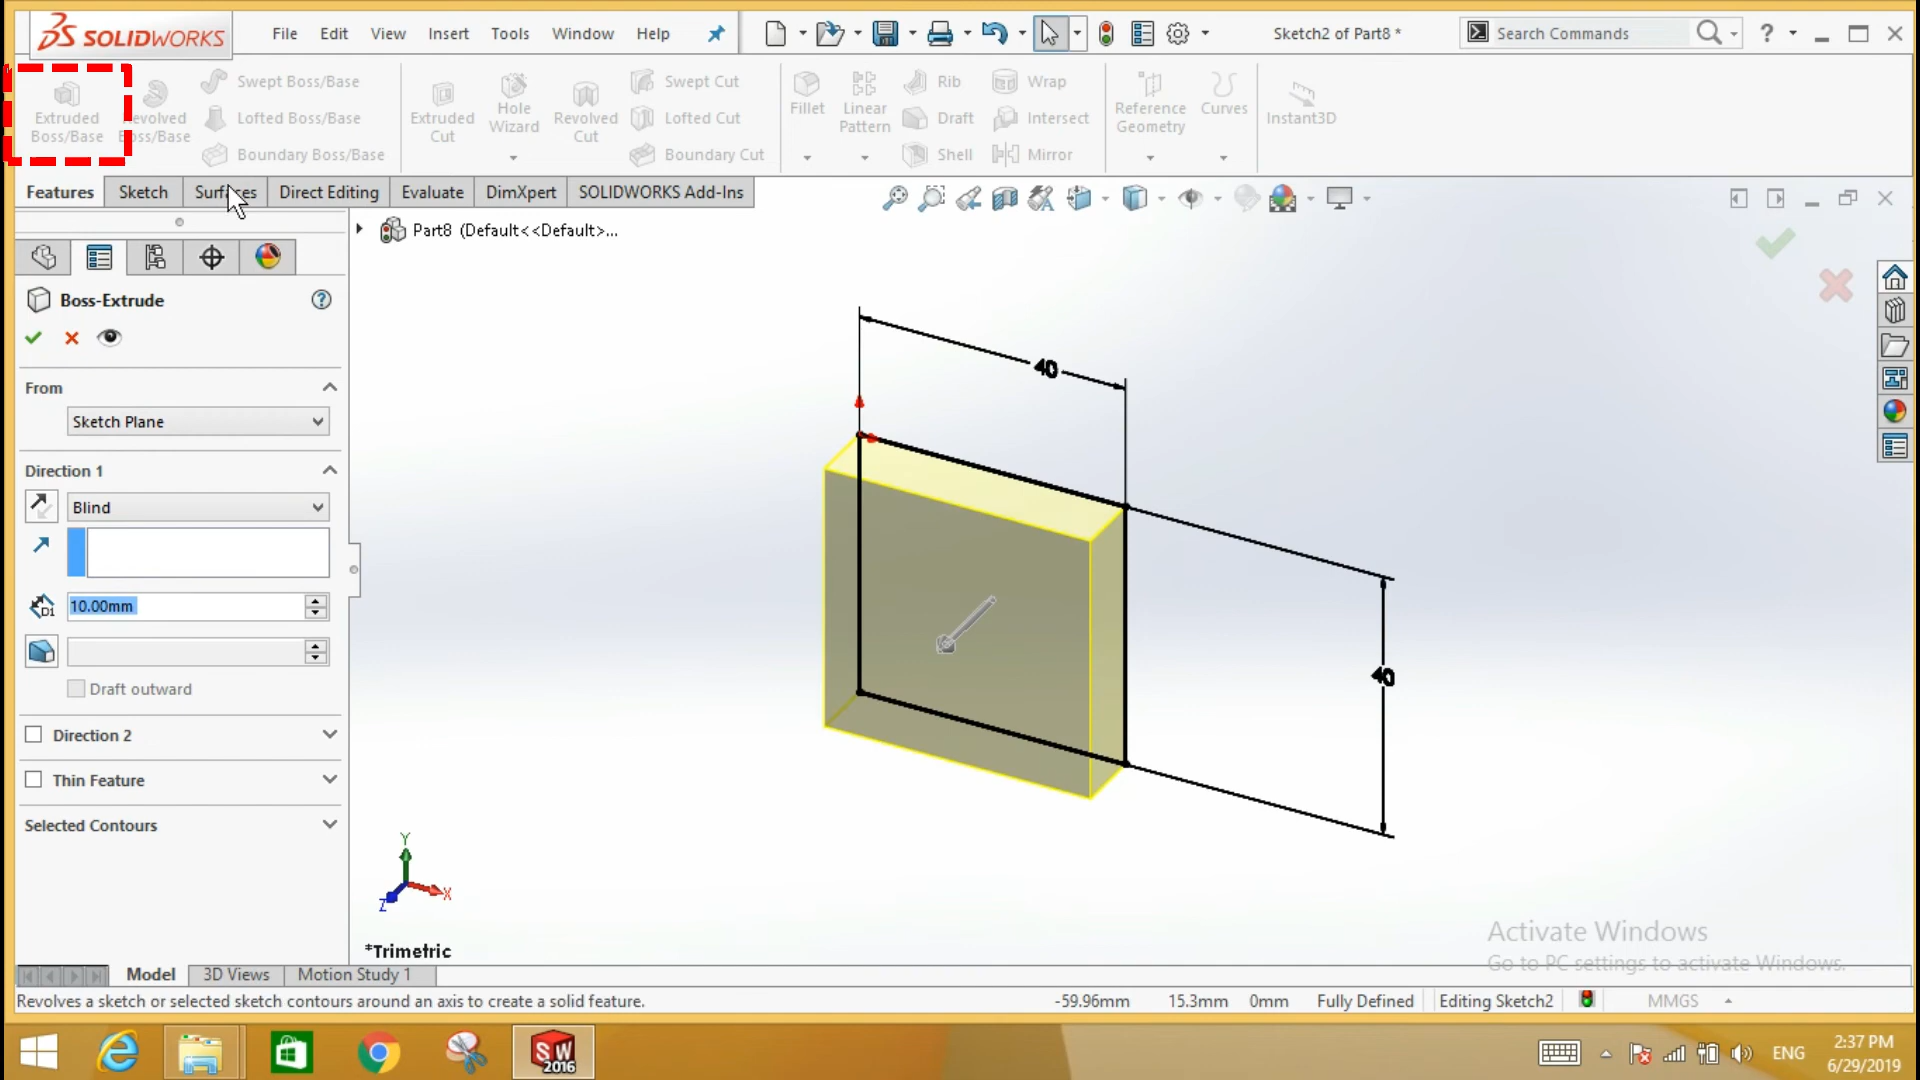 SOLIDWORKS File Edit View Insert Tools Window Help Sketch2 of Part8 * Search Commands ?
Extruded Boss/Base
Revolved Boss/Base
Swept Boss/Base
Lofted Boss/Base
Boundary Boss/Base
Extruded Cut
Hole Wizard
Revolved Cut
Swept Cut
Lofted Cut
Boundary Cut
Fillet
Linear Pattern
Rib
Draft
Shell
Wrap
Intersect
Mirror
Reference Geometry
Curves
Instant3D
Features Sketch Surfaces Direct Editing Evaluate DimXpert SOLIDWORKS Add-Ins
Part8 (Default<<Default>...
Boss-Extrude ?
From
Sketch Plane
Direction 1
Blind
D1 10.00mm
Draft outward
Direction 2
Thin Feature
Selected Contours
40
40
Y
X
Z
*Trimetric
Activate Windows
Go to PC settings to activate Windows.
Model 3D Views Motion Study 1
Revolves a sketch or selected sketch contours around an axis to create a solid feature. -59.96mm 15.3mm 0mm Fully Defined Editing Sketch2 MMGS
SW 2016
ENG
2:37 PM
6/29/2019